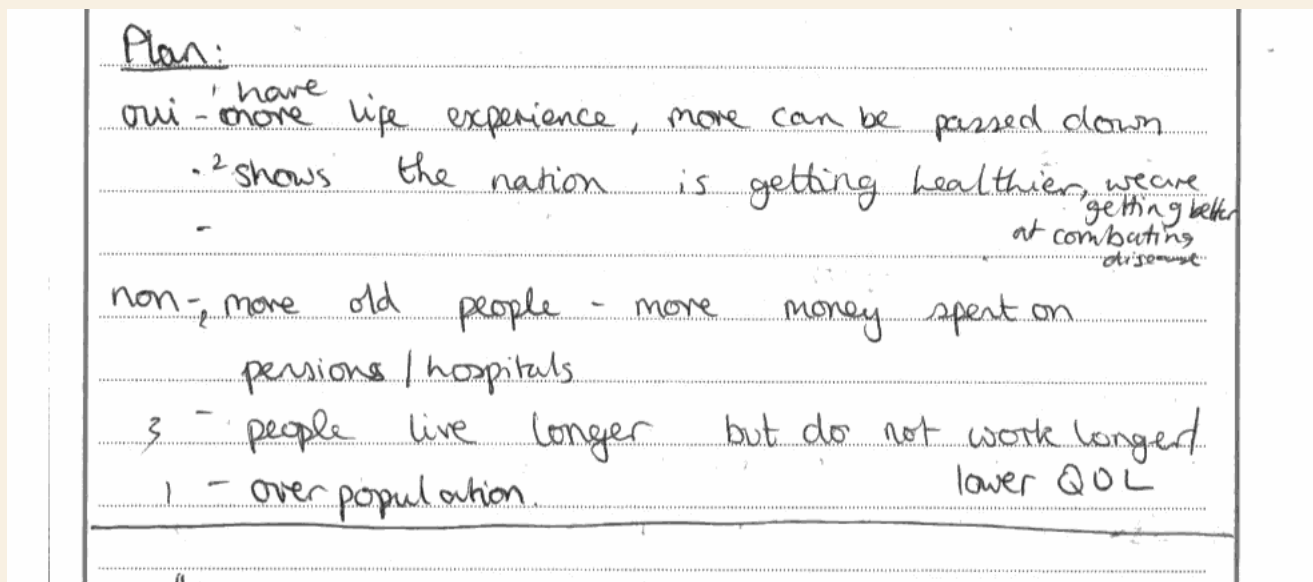 Plan:
oui - ' have
more life experience, more can be passed down
. 2 shows the nation is getting healthier, we are
getting better
- at combating
disease
non - 2 more old people - more money spent on
pensions / hospitals
3 - people live longer but do not work longer /
1 - over population. lower QOL